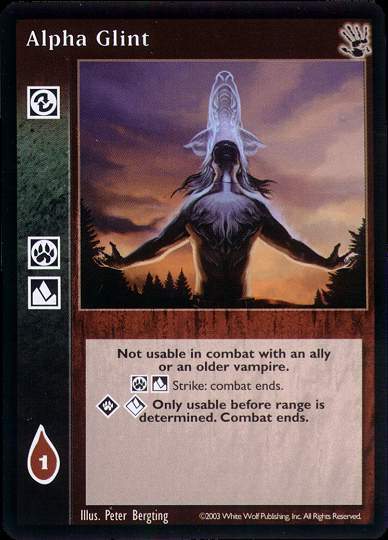 Alpha Glint
Not usable in combat with an ally
or an older vampire.
Strike: combat ends.
Only usable before range is
determined. Combat ends.
1
Illus. Peter Bergting
©2003 White Wolf Publishing, Inc. All Rights Reserved.